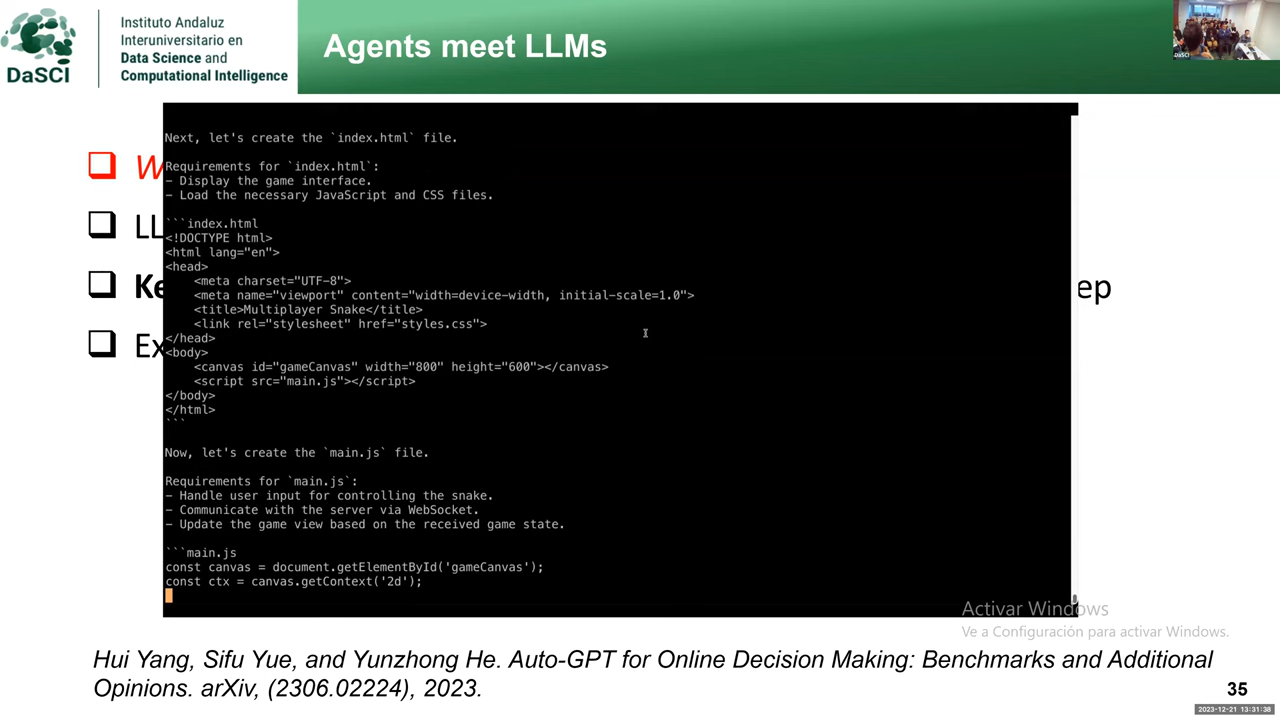 Instituto Andaluz
Interuniversitario en
Data Science and
Computational Intelligence
DaSCI
Agents meet LLMs
DaSCI
W
LL
Ke
ep
Ex
Next, let's create the `index.html` file.
Requirements for `index.html`:
- Display the game interface.
- Load the necessary JavaScript and CSS files.
```index.html
<!DOCTYPE html>
<html lang="en">
<head>
    <meta charset="UTF-8">
    <meta name="viewport" content="width=device-width, initial-scale=1.0">
    <title>Multiplayer Snake</title>
    <link rel="stylesheet" href="styles.css">
</head>
<body>
    <canvas id="gameCanvas" width="800" height="600"></canvas>
    <script src="main.js"></script>
</body>
</html>
```
Now, let's create the `main.js` file.
Requirements for `main.js`:
- Handle user input for controlling the snake.
- Communicate with the server via WebSocket.
- Update the game view based on the received game state.
```main.js
const canvas = document.getElementById('gameCanvas');
const ctx = canvas.getContext('2d');
Activar Windows
Ve a Configuración para activar Windows.
Hui Yang, Sifu Yue, and Yunzhong He. Auto-GPT for Online Decision Making: Benchmarks and Additional
Opinions. arXiv, (2306.02224), 2023.
35
2023-12-21 13:31:38